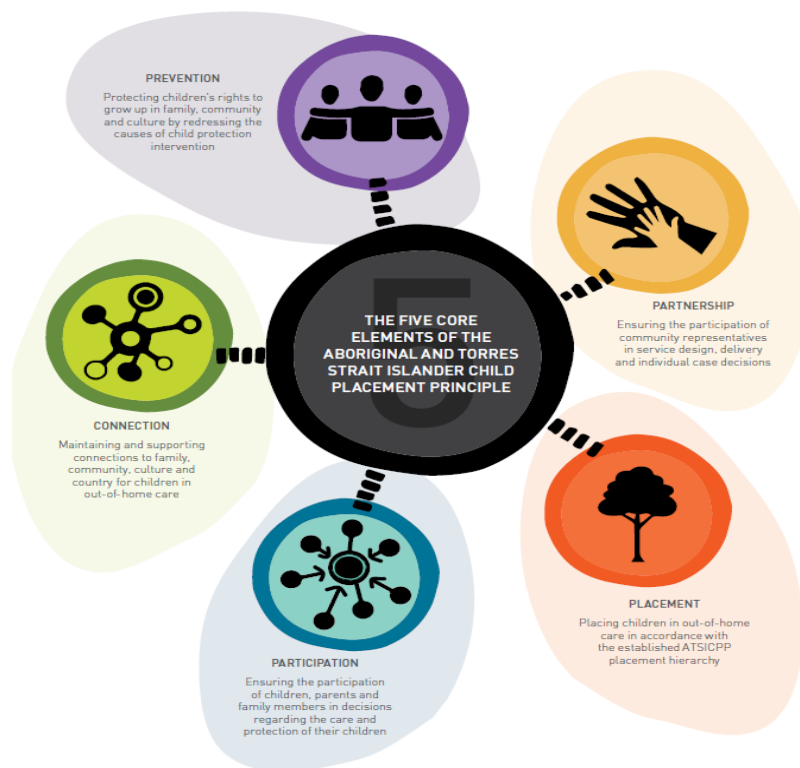 PREVENTION
Protecting children's rights to
grow up in family, community
and culture by redressing the
causes of child protection
intervention
5
THE FIVE CORE
ELEMENTS OF THE
ABORIGINAL AND TORRES
STRAIT ISLANDER CHILD
PLACEMENT PRINCIPLE
PARTNERSHIP
Ensuring the participation of
community representatives
in service design, delivery
and individual case decisions
CONNECTION
Maintaining and supporting
connections to family,
community, culture and
country for children in
out-of-home care
PLACEMENT
Placing children in out-of-home
care in accordance with
the established ATSICPP
placement hierarchy
PARTICIPATION
Ensuring the participation
of children, parents and
family members in decisions
regarding the care and
protection of their children